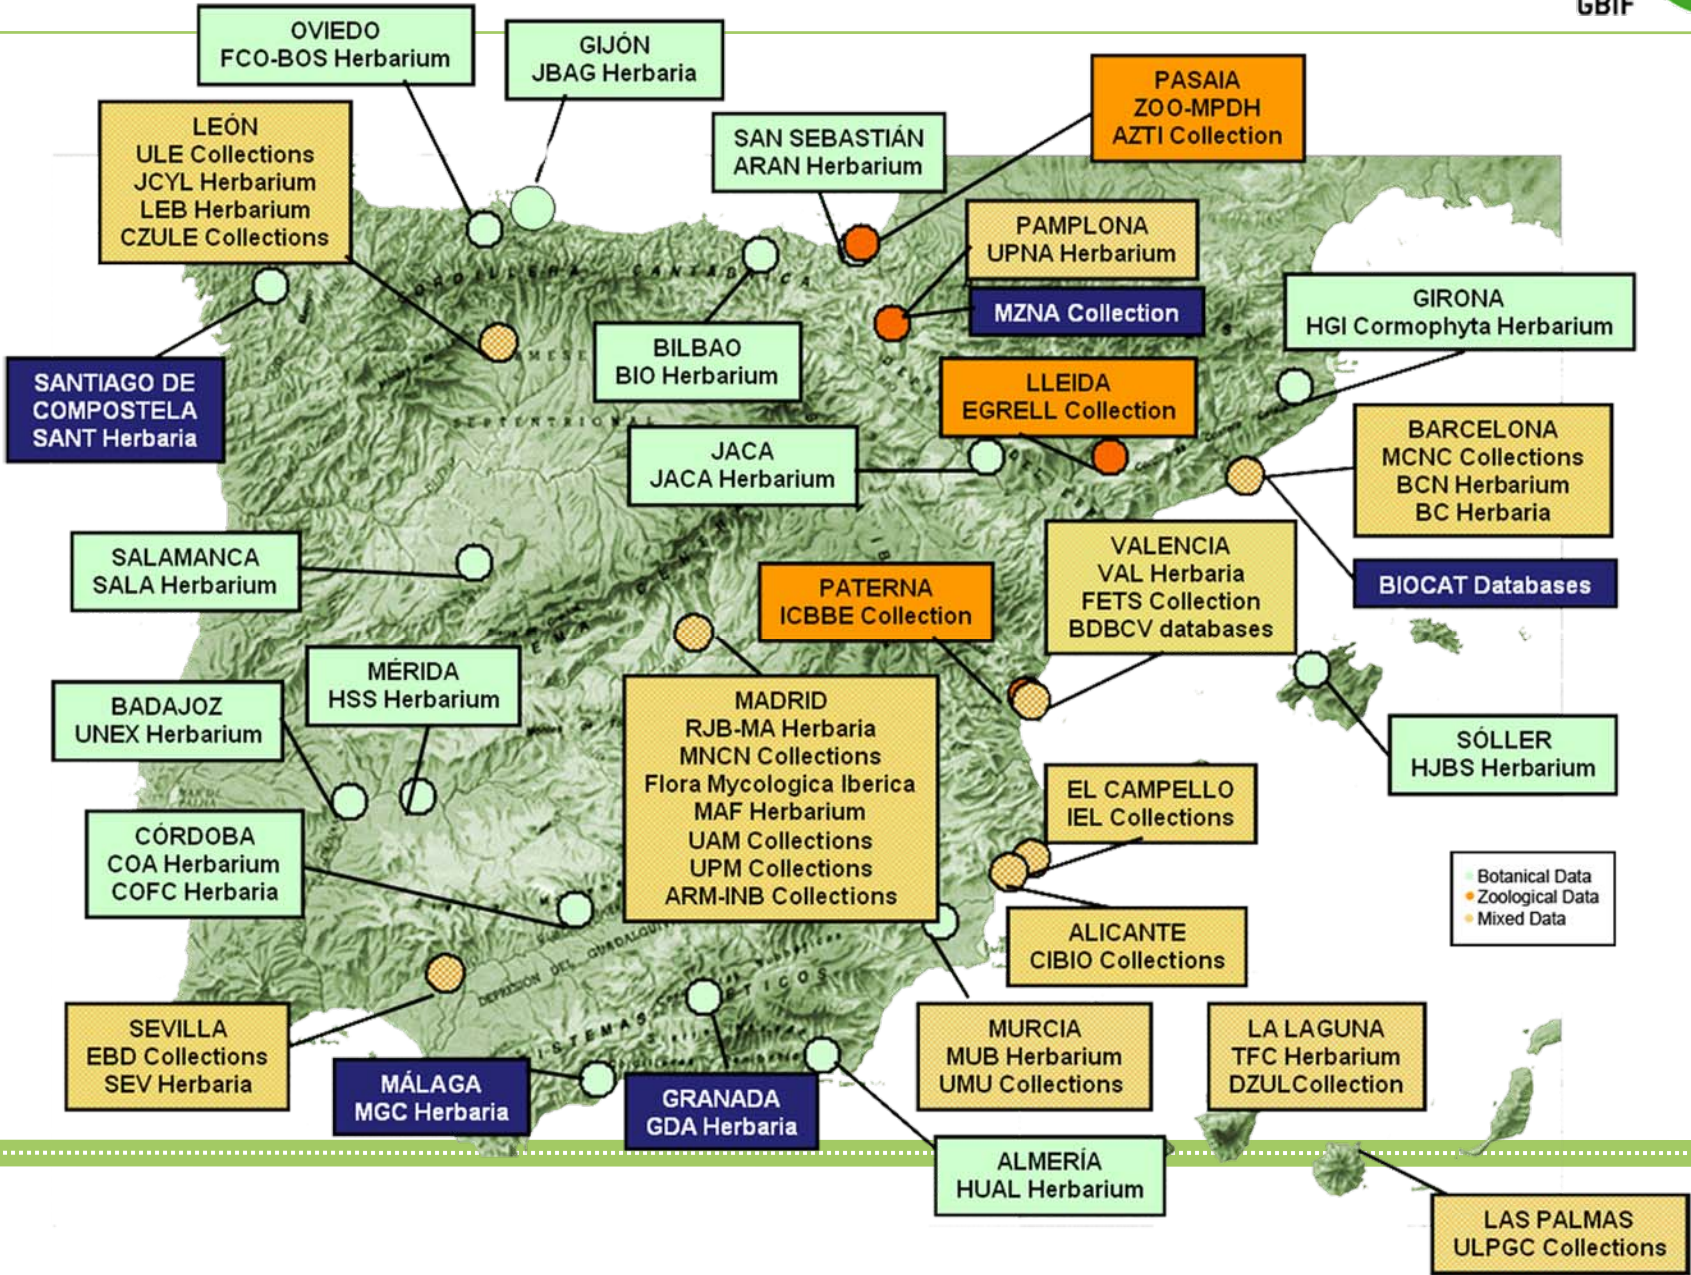 GBIF
OVIEDO
FCO-BOS Herbarium
GIJÓN
JBAG Herbaria
PASAIA
ZOO-MPDH
AZTI Collection
LEÓN
ULE Collections
JCYL Herbarium
LEB Herbarium
CZULE Collections
SAN SEBASTIÁN
ARAN Herbarium
PAMPLONA
UPNA Herbarium
MZNA Collection
GIRONA
HGI Cormophyta Herbarium
CORDILLERA CANTABRICA
BILBAO
BIO Herbarium
SANTIAGO DE
COMPOSTELA
SANT Herbaria
LLEIDA
EGRELL Collection
SEPTENTRIONAL
JACA
JACA Herbarium
BARCELONA
MCNC Collections
BCN Herbarium
BC Herbaria
SALAMANCA
SALA Herbarium
VALENCIA
VAL Herbaria
FETS Collection
BDBCV databases
BIOCAT Databases
PATERNA
ICBBE Collection
MÉRIDA
HSS Herbarium
BADAJOZ
UNEX Herbarium
MADRID
RJB-MA Herbaria
MNCN Collections
Flora Mycologica Iberica
MAF Herbarium
UAM Collections
UPM Collections
ARM-INB Collections
SÓLLER
HJBS Herbarium
EL CAMPELLO
IEL Collections
CÓRDOBA
COA Herbarium
COFC Herbaria
Botanical Data
Zoological Data
Mixed Data
ALICANTE
CIBIO Collections
DEPRESIÓN DEL GUADALQUIV
SEVILLA
EBD Collections
SEV Herbaria
MURCIA
MUB Herbarium
UMU Collections
LA LAGUNA
TFC Herbarium
DZULCollection
MÁLAGA
MGC Herbaria
GRANADA
GDA Herbaria
ALMERÍA
HUAL Herbarium
LAS PALMAS
ULPGC Collections